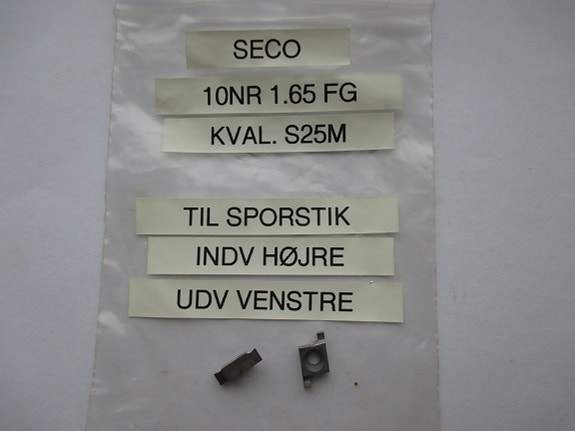 SECO
10NR 1.65 FG
KVAL. S25M
TIL SPORSTIK
INDV HØJRE
UDV VENSTRE